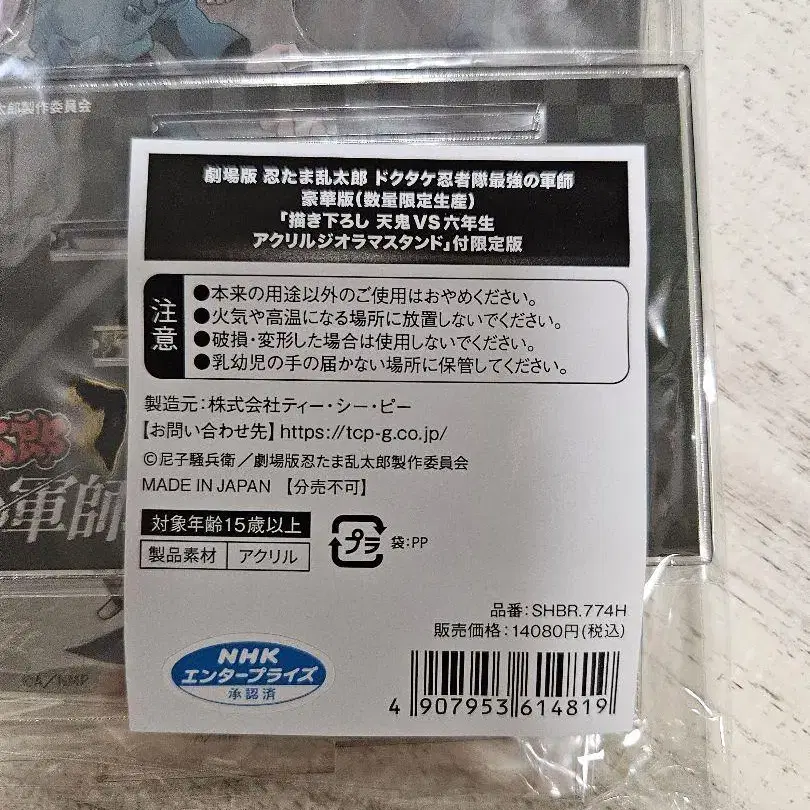 太郎製作委員会
劇場版 忍たま乱太郎 ドクタケ忍者隊最強の軍師
豪華版(数量限定生産)
「描き下ろし 天鬼VS六年生
アクリルジオラマスタンド」付限定版
注意
●本来の用途以外のご使用はおやめください。
●火気や高温になる場所に放置しないでください。
●破損・変形した場合は使用しないでください。
●乳幼児の手の届かない場所に保管してください。
製造元:株式会社ティー・シー・ピー
【お問い合わせ先】https://tcp-g.co.jp/
©尼子騒兵衛／劇場版忍たま乱太郎製作委員会
MADE IN JAPAN 【分売不可】
軍師
対象年齢15歳以上
製品素材 アクリル
プラ 袋:PP
品番:SHBR.774H
販売価格:14080円(税込)
NHK
エンタープライズ
承認済
4 907953 614819
©A/NMP